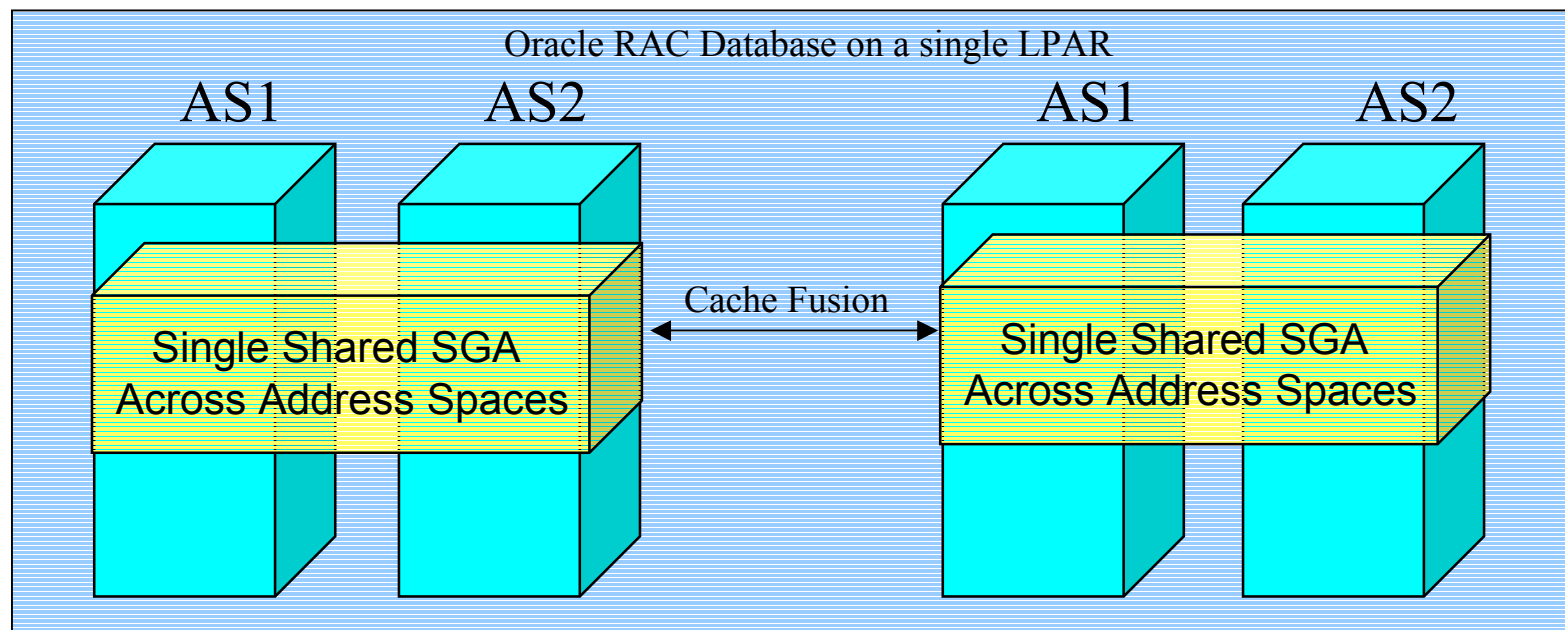 Oracle RAC Database on a single LPAR
AS1
AS2
AS1
AS2
Single Shared SGA
Across Address Spaces
Cache Fusion
Single Shared SGA
Across Address Spaces